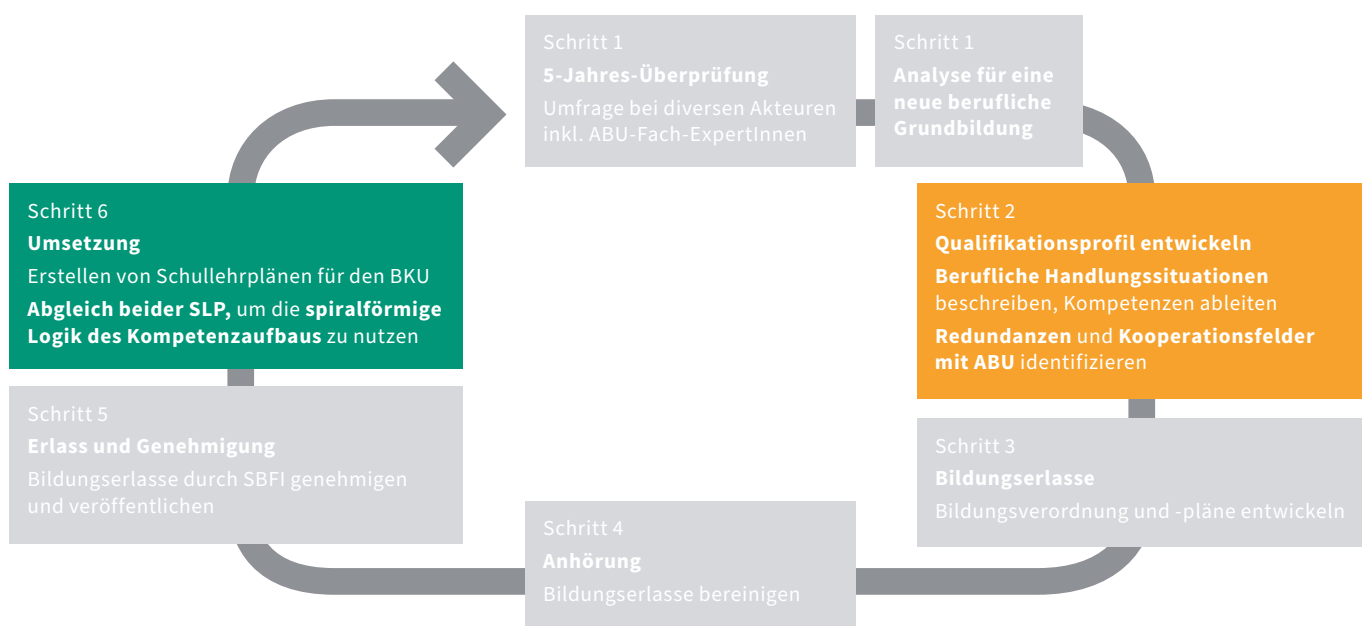 Schritt 1
5-Jahres-Überprüfung
Umfrage bei diversen Akteuren
inkl. ABU-Fach-ExpertInnen
Schritt 1
Analyse für eine
neue berufliche
Grundbildung
Schritt 2
Qualifikationsprofil entwickeln
Berufliche Handlungssituationen
beschreiben, Kompetenzen ableiten
Redundanzen und Kooperationsfelder
mit ABU identifizieren
Schritt 3
Bildungserlasse
Bildungsverordnung und -pläne entwickeln
Schritt 4
Anhörung
Bildungserlasse bereinigen
Schritt 5
Erlass und Genehmigung
Bildungserlasse durch SBFI genehmigen
und veröffentlichen
Schritt 6
Umsetzung
Erstellen von Schullehrplänen für den BKU
Abgleich beider SLP, um die spiralförmige
Logik des Kompetenzaufbaus zu nutzen